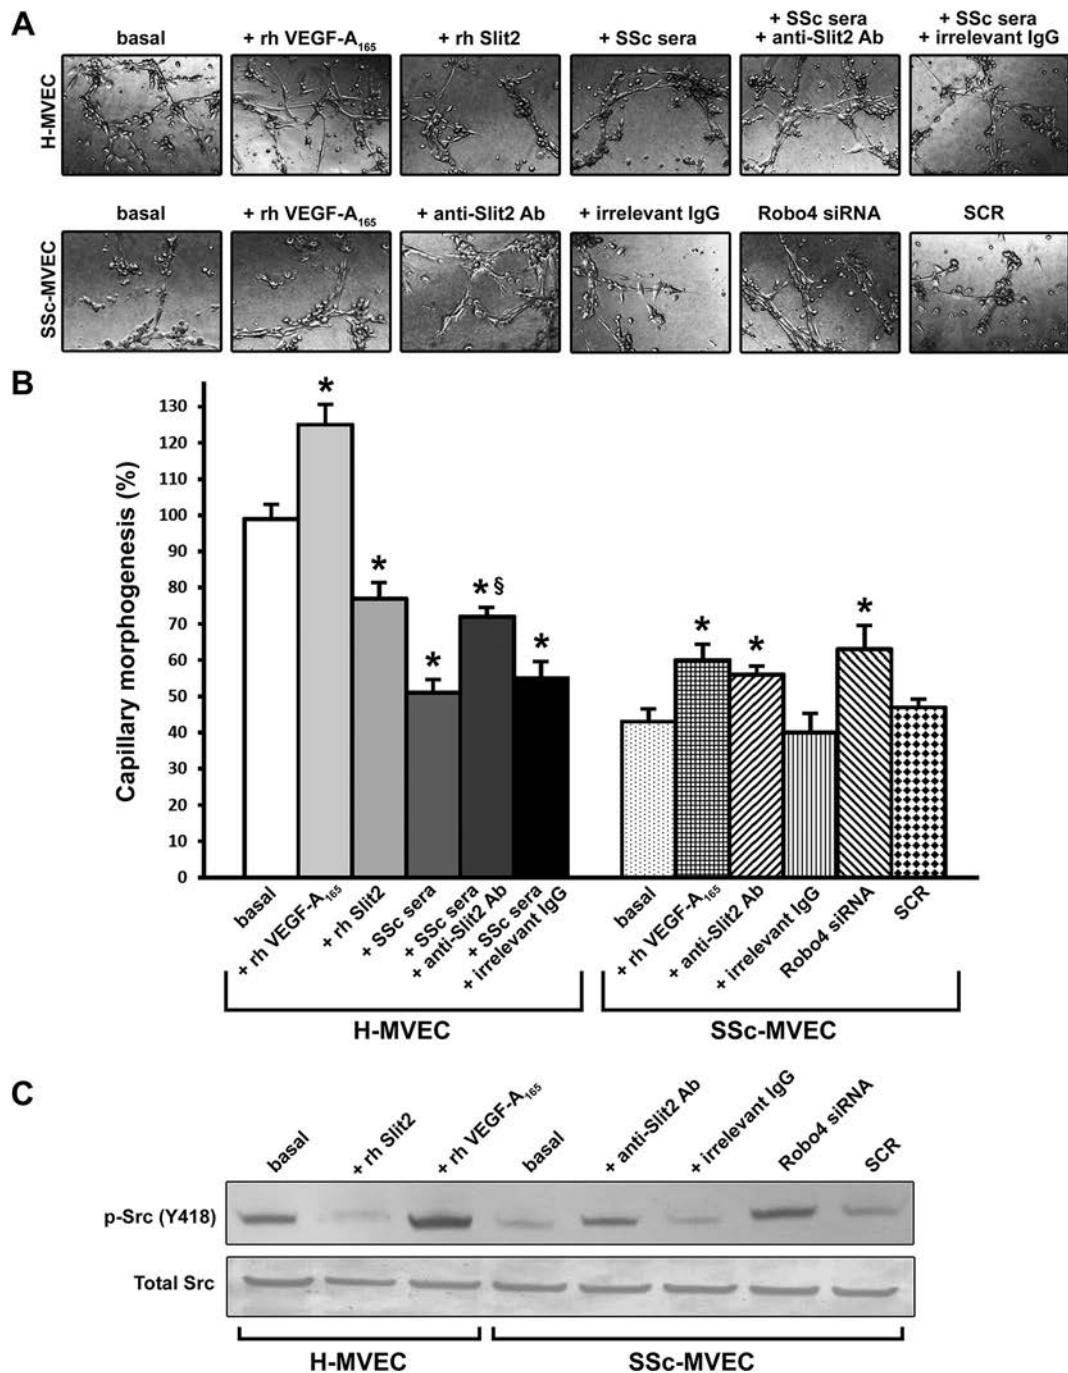 A
basal
+ rh VEGF-A165
+ rh Slit2
+ SSc sera
+ SSc sera
+ anti-Slit2 Ab
+ SSc sera
+ irrelevant IgG
H-MVEC
basal
+ rh VEGF-A165
+ anti-Slit2 Ab
+ irrelevant IgG
Robo4 siRNA
SCR
SSc-MVEC
B
Capillary morphogenesis (%)
130
120
110
100
90
80
70
60
50
40
30
20
10
0
*
*
*
* §
*
*
*
*
basal
+ rh VEGF-A165
+ rh Slit2
+ SSc sera
+ SSc sera
+ anti-Slit2 Ab
+ SSc sera
+ irrelevant IgG
basal
+ rh VEGF-A165
+ anti-Slit2 Ab
+ irrelevant IgG
Robo4 siRNA
SCR
H-MVEC
SSc-MVEC
C
basal
+ rh Slit2
+ rh VEGF-A165
basal
+ anti-Slit2 Ab
+ irrelevant IgG
Robo4 siRNA
SCR
p-Src (Y418)
Total Src
H-MVEC
SSc-MVEC